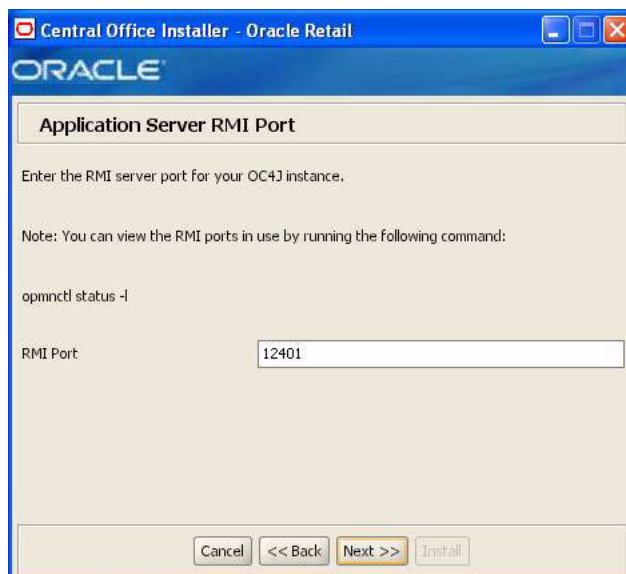 Central Office Installer - Oracle Retail
ORACLE
Application Server RMI Port
Enter the RMI server port for your OC4J instance.
Note: You can view the RMI ports in use by running the following command:
opmnctl status -l
RMI Port 12401
Cancel << Back Next >> Install